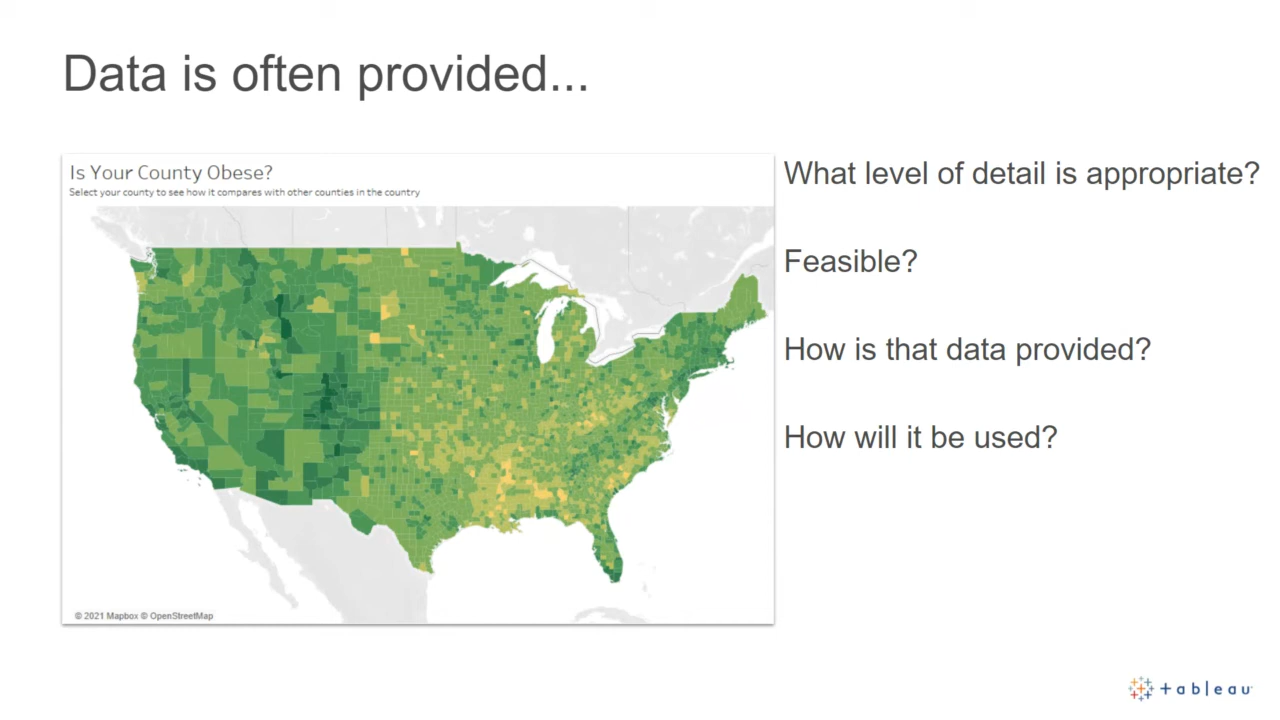 Data is often provided...
Is Your County Obese?
Select your county to see how it compares with other counties in the country
© 2021 Mapbox © OpenStreetMap
What level of detail is appropriate?
Feasible?
How is that data provided?
How will it be used?
tableau